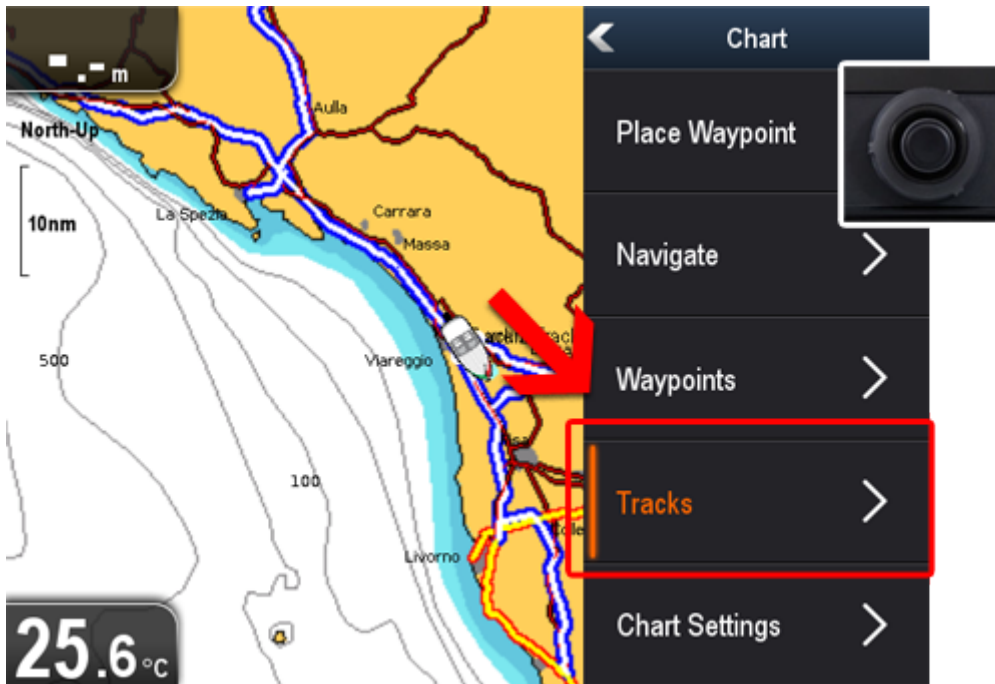 -.- m
North-Up
10nm
500
100
Aulla
La Spezia
Carrara
Massa
Viareggio
Livorno
25.6 °C
Chart
Place Waypoint
Navigate
Waypoints
Tracks
Chart Settings